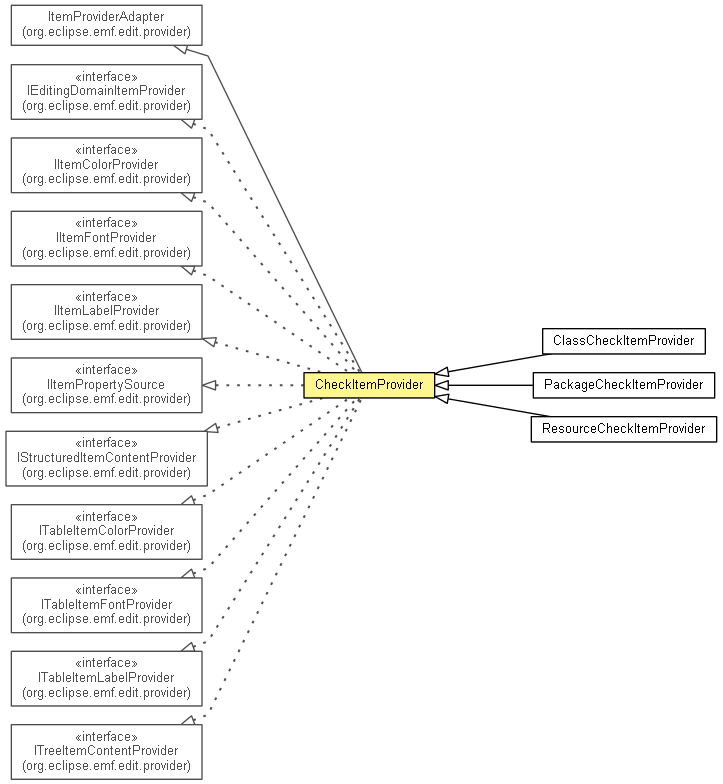 ItemProviderAdapter
(org.eclipse.emf.edit.provider)
«interface»
IEditingDomainItemProvider
(org.eclipse.emf.edit.provider)
«interface»
IItemColorProvider
(org.eclipse.emf.edit.provider)
«interface»
IItemFontProvider
(org.eclipse.emf.edit.provider)
«interface»
IItemLabelProvider
(org.eclipse.emf.edit.provider)
«interface»
IItemPropertySource
(org.eclipse.emf.edit.provider)
«interface»
IStructuredItemContentProvider
(org.eclipse.emf.edit.provider)
«interface»
ITableItemColorProvider
(org.eclipse.emf.edit.provider)
«interface»
ITableItemFontProvider
(org.eclipse.emf.edit.provider)
«interface»
ITableItemLabelProvider
(org.eclipse.emf.edit.provider)
«interface»
ITreeItemContentProvider
(org.eclipse.emf.edit.provider)
CheckItemProvider
ClassCheckItemProvider
PackageCheckItemProvider
ResourceCheckItemProvider